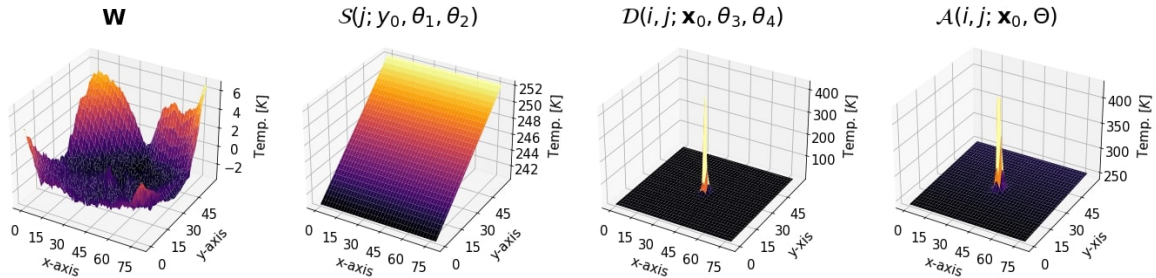 W
S(j; y₀, θ₁, θ₂)
D(i, j; x₀, θ₃, θ₄)
A(i, j; x₀, Θ)
6
4
2
0
−2
Temp. [K]
0 15 30 45 60 75
x-axis
0 15 30 45
y-axis
252
250
248
246
244
242
Temp. [K]
0 15 30 45 60 75
x-axis
0 15 30 45
y-axis
400
300
200
100
Temp. [K]
0 15 30 45 60 75
x-axis
0 15 30 45
y-xis
400
350
300
250
Temp. [K]
0 15 30 45 60 75
x-axis
0 15 30 45
y-xis